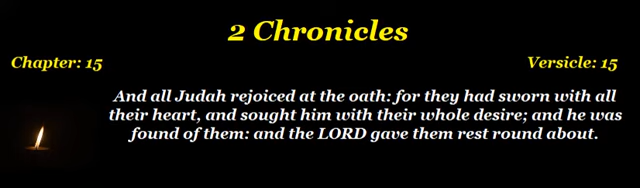 2 Chronicles
Chapter: 15 Versicle: 15
And all Judah rejoiced at the oath: for they had sworn with all
their heart, and sought him with their whole desire; and he was
found of them: and the LORD gave them rest round about.